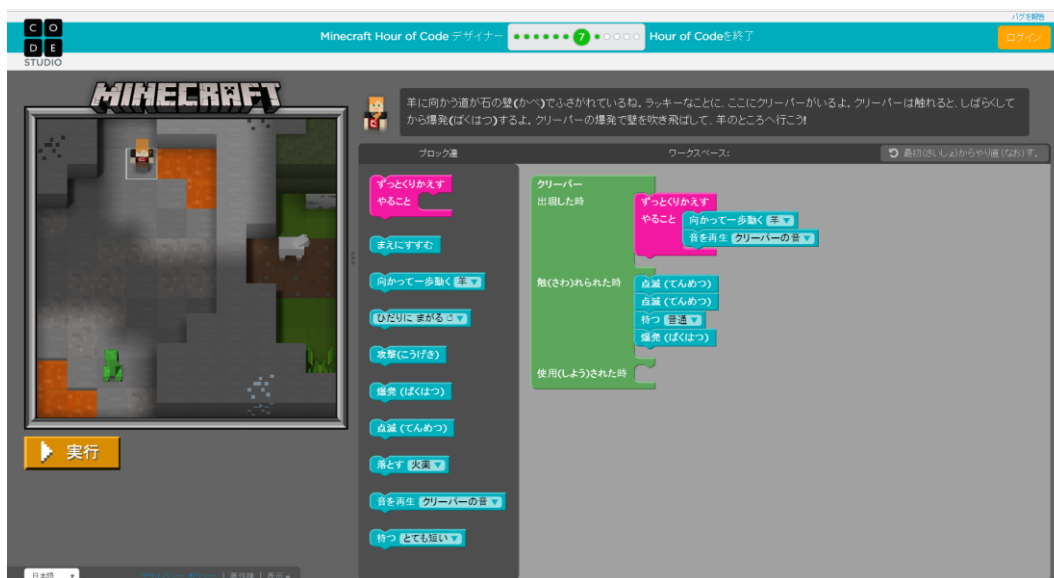 バグを報告
CODE
STUDIO
Minecraft Hour of Code デザイナー 7 Hour of Codeを終了
ログイン
MINECRAFT
羊に向かう道が石の壁(かべ)でふさがれているね。ラッキーなことに、ここにクリーパーがいるよ。クリーパーは触れると、しばらくして
から爆発(ばくはつ)するよ。クリーパーの爆発で壁を吹き飛ばして、羊のところへ行こう!
ブロック達
ワークスペース:
最初(さいしょ)からやり直(なお)す。
ずっとくりかえす
やること
まえにすすむ
向かって一歩動く 羊
ひだりに まがる
攻撃(こうげき)
爆発 (ばくはつ)
点滅 (てんめつ)
落とす 火薬
音を再生 クリーパーの音
待つ とても短い
クリーパー
出現した時
ずっとくりかえす
やること 向かって一歩動く 羊
音を再生 クリーパーの音
触(さわ)れられた時
点滅 (てんめつ)
点滅 (てんめつ)
待つ 普通
爆発 (ばくはつ)
使用(しよう)された時
実行
日本語
プライバシー ポリシー | 著作権 | 表示